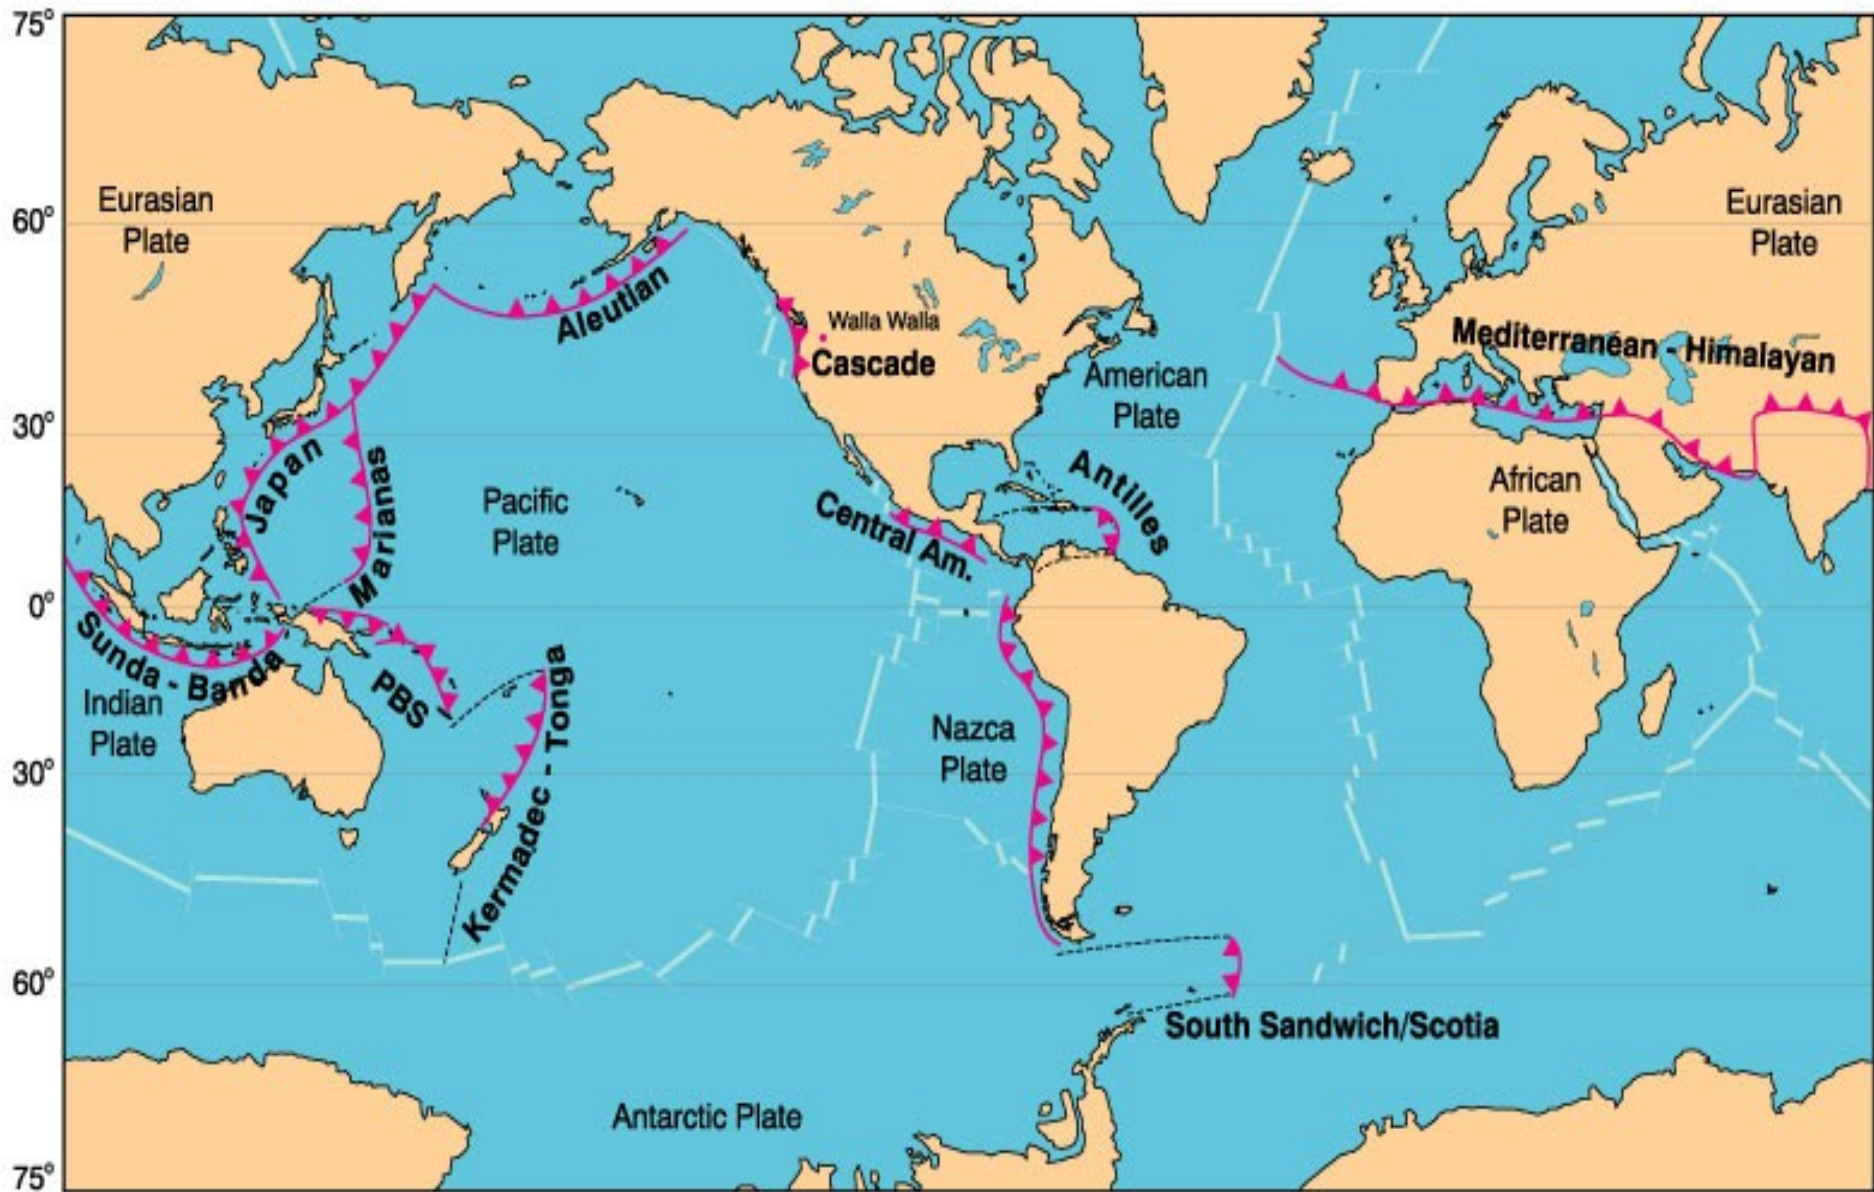 75°
60°
30°
0°
30°
60°
75°
Eurasian
Plate
Eurasian
Plate
Aleutian
Walla Walla
Cascade
Mediterranean - Himalayan
American
Plate
Japan
Marianas
Pacific
Plate
Central Am.
Antilles
African
Plate
Sunda - Banda
Indian
Plate
PBS
Kermadec - Tonga
Nazca
Plate
South Sandwich/Scotia
Antarctic Plate